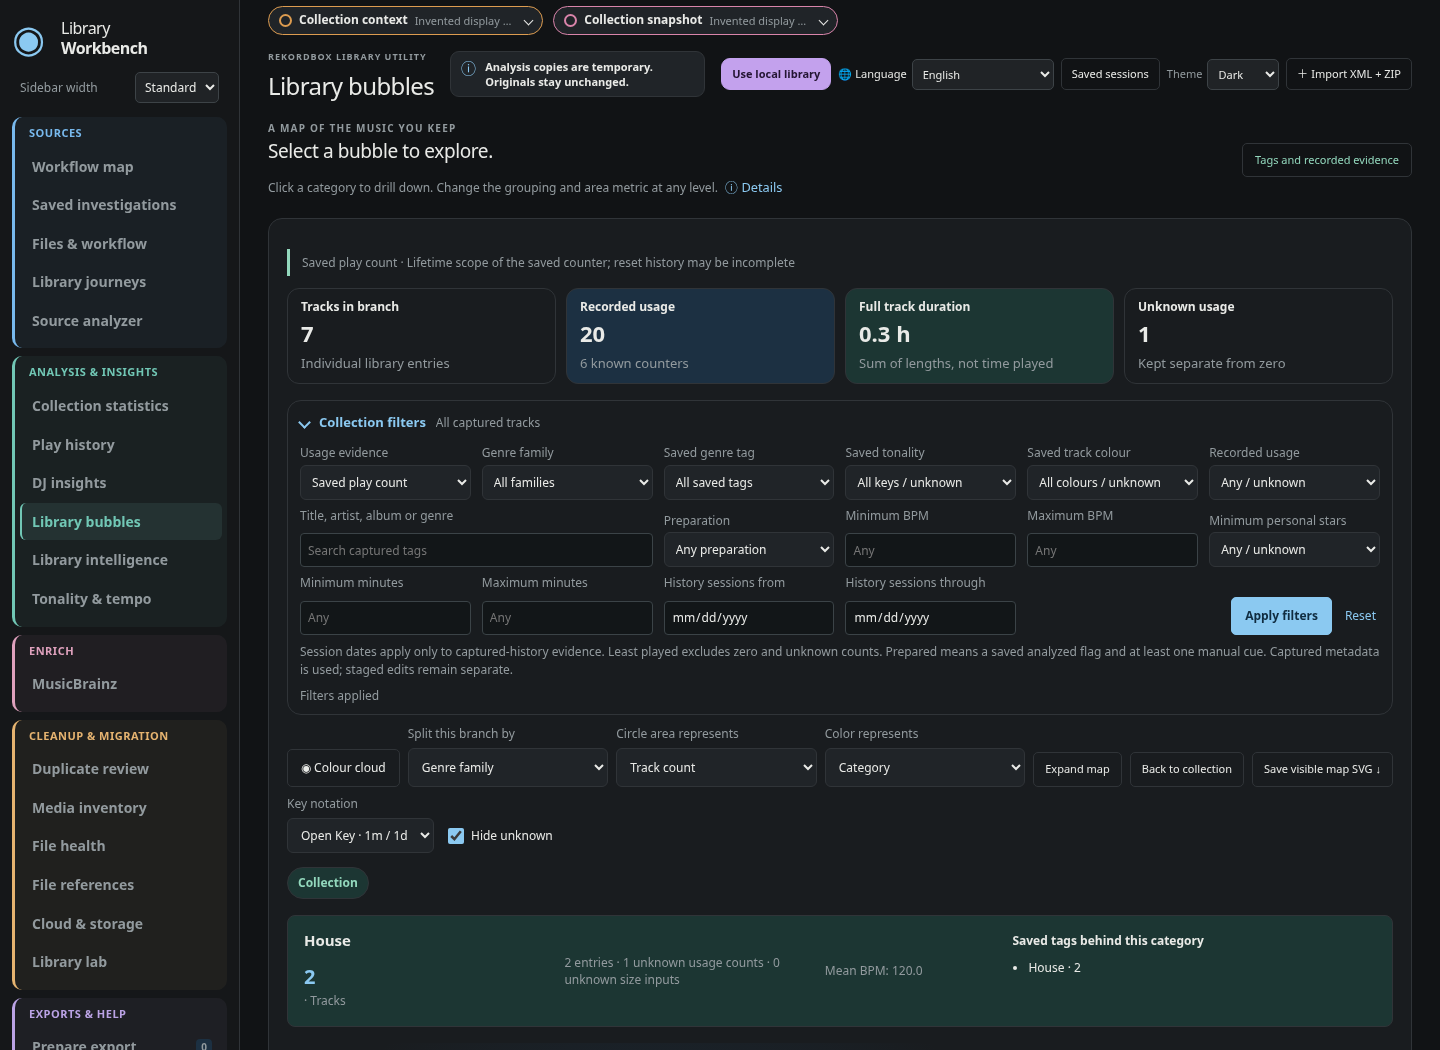 Library
Workbench
Sidebar width
Standard
SOURCES
Workflow map
Saved investigations
Files & workflow
Library journeys
Source analyzer
ANALYSIS & INSIGHTS
Collection statistics
Play history
DJ insights
Library bubbles
Library intelligence
Tonality & tempo
ENRICH
MusicBrainz
CLEANUP & MIGRATION
Duplicate review
Media inventory
File health
File references
Cloud & storage
Library lab
EXPORTS & HELP
Prepare export 0
Collection context Invented display ...
Collection snapshot Invented display ...
REKORDBOX LIBRARY UTILITY
Library bubbles
ⓘ Analysis copies are temporary.
Originals stay unchanged.
Use local library
🌐 Language
English
Saved sessions
Theme
Dark
+ Import XML + ZIP
A MAP OF THE MUSIC YOU KEEP
Select a bubble to explore.
Click a category to drill down. Change the grouping and area metric at any level. ⓘ Details
Tags and recorded evidence
Saved play count · Lifetime scope of the saved counter; reset history may be incomplete
Tracks in branch
7
Individual library entries
Recorded usage
20
6 known counters
Full track duration
0.3 h
Sum of lengths, not time played
Unknown usage
1
Kept separate from zero
Collection filters All captured tracks
Usage evidence
Saved play count
Genre family
All families
Saved genre tag
All saved tags
Saved tonality
All keys / unknown
Saved track colour
All colours / unknown
Recorded usage
Any / unknown
Title, artist, album or genre
Search captured tags
Preparation
Any preparation
Minimum BPM
Any
Maximum BPM
Any
Minimum personal stars
Any / unknown
Minimum minutes
Any
Maximum minutes
Any
History sessions from
mm/dd/yyyy
History sessions through
mm/dd/yyyy
Apply filters
Reset
Session dates apply only to captured-history evidence. Least played excludes zero and unknown counts. Prepared means a saved analyzed flag and at least one manual cue. Captured metadata
is used; staged edits remain separate.
Filters applied
◉ Colour cloud
Split this branch by
Genre family
Circle area represents
Track count
Color represents
Category
Expand map
Back to collection
Save visible map SVG ↓
Key notation
Open Key · 1m / 1d
Hide unknown
Collection
House
2
· Tracks
2 entries · 1 unknown usage counts · 0
unknown size inputs
Mean BPM: 120.0
Saved tags behind this category
• House · 2